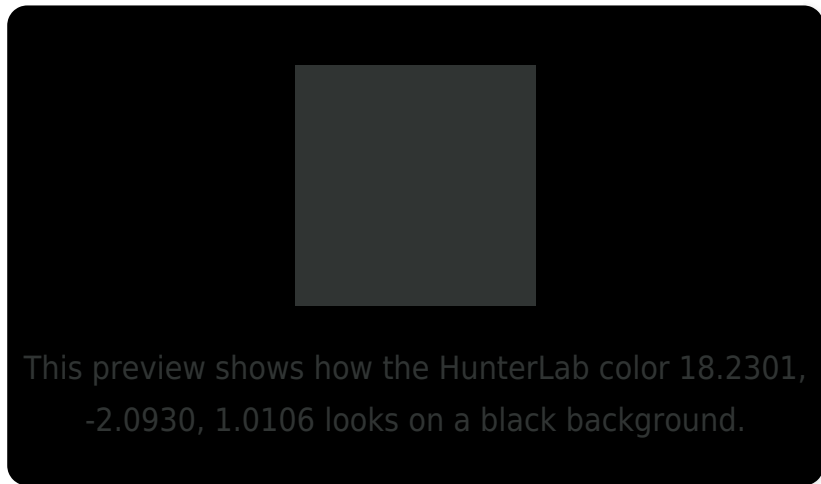 This preview shows how the HunterLab color 18.2301,
-2.0930, 1.0106 looks on a black background.